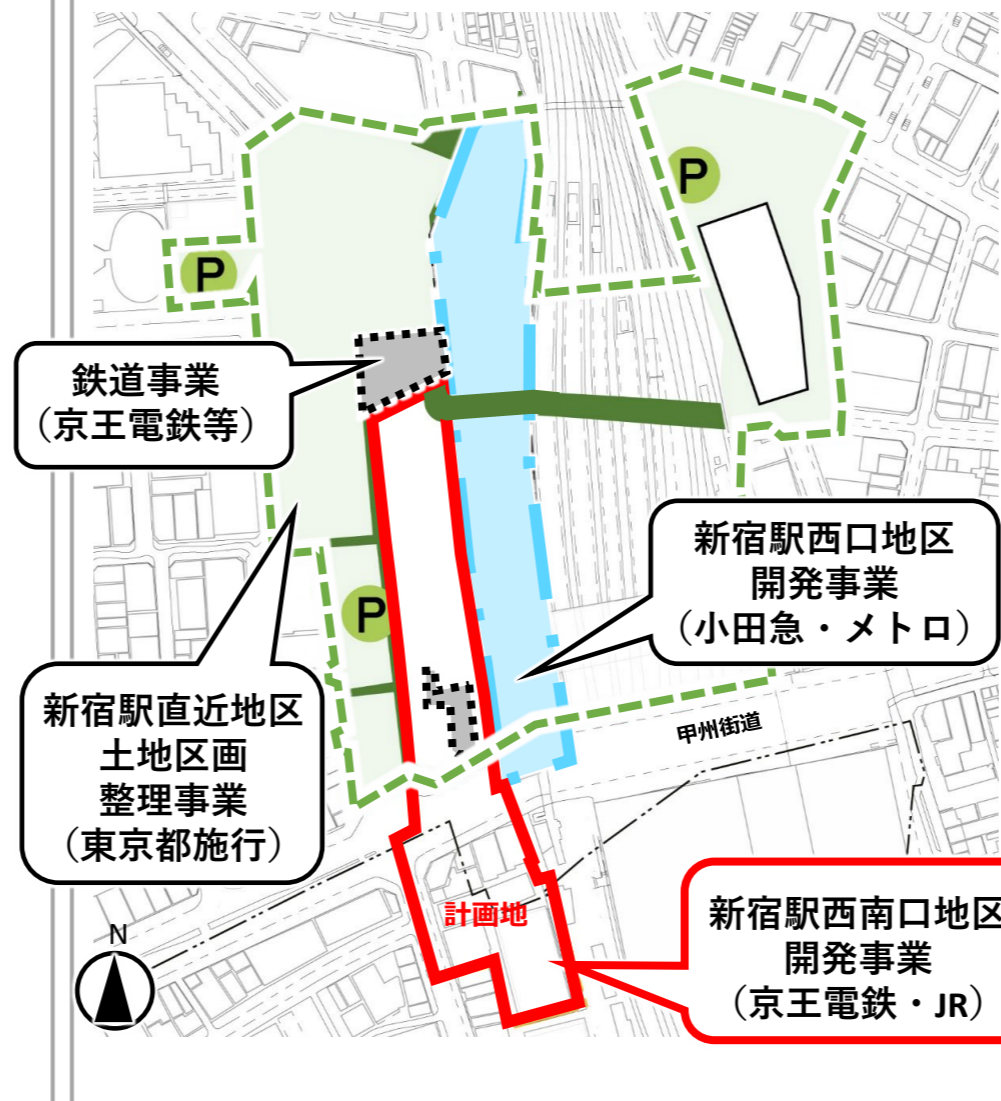 P
P
鉄道事業
（京王電鉄等）
新宿駅西口地区
開発事業
（小田急・メトロ）
P
新宿駅直近地区
土地区画
整理事業
（東京都施行）
甲州街道
計画地
新宿駅西南口地区
開発事業
（京王電鉄・JR）
N